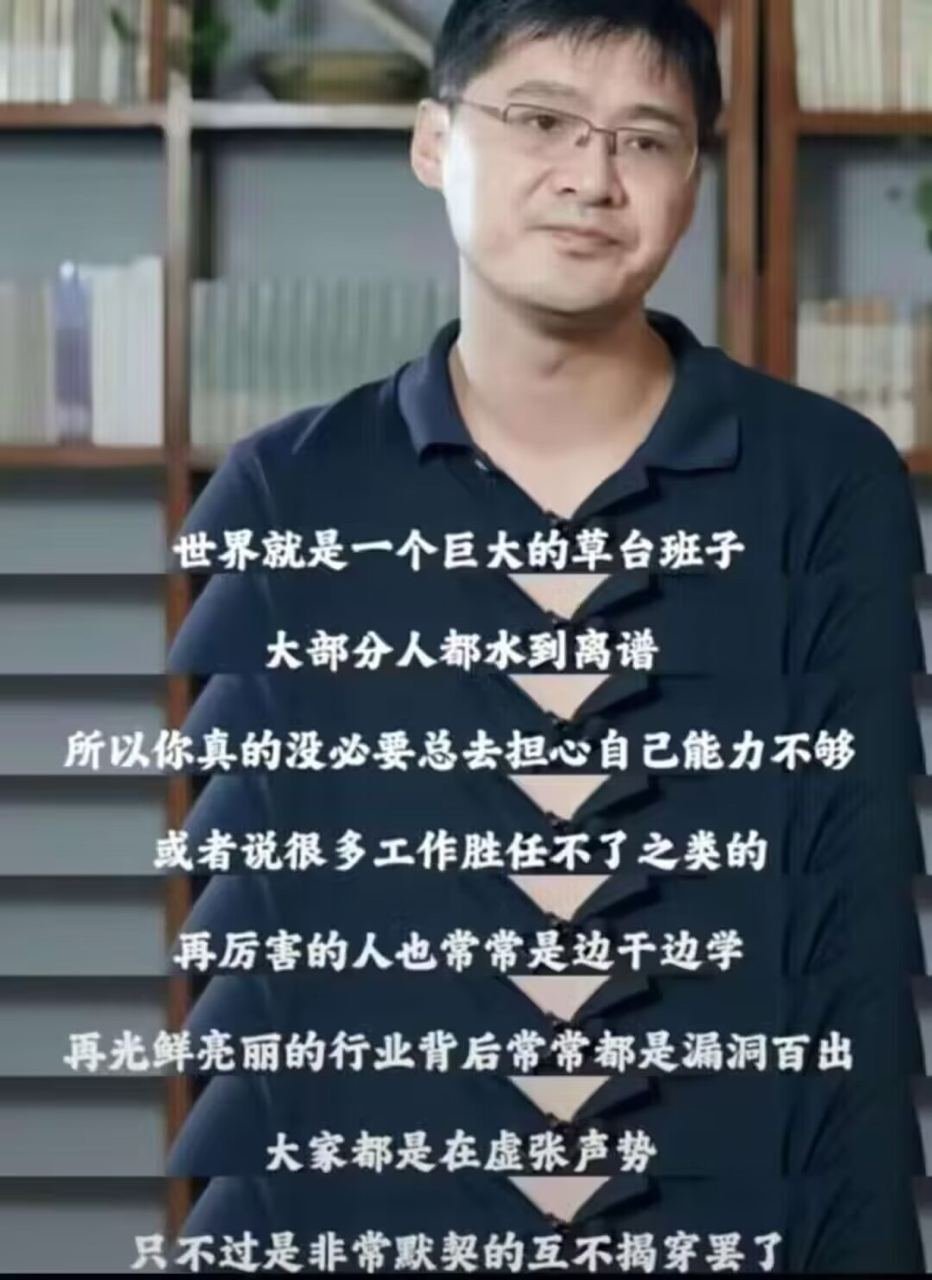 世界就是一个巨大的草台班子
大部分人都水到离谱
所以你真的没必要总去担心自己能力不够
或者说很多工作胜任不了之类的
再厉害的人也常常是边干边学
再光鲜亮丽的行业背后常常都是漏洞百出
大家都是在虚张声势
只不过是非常默契的互不揭穿罢了